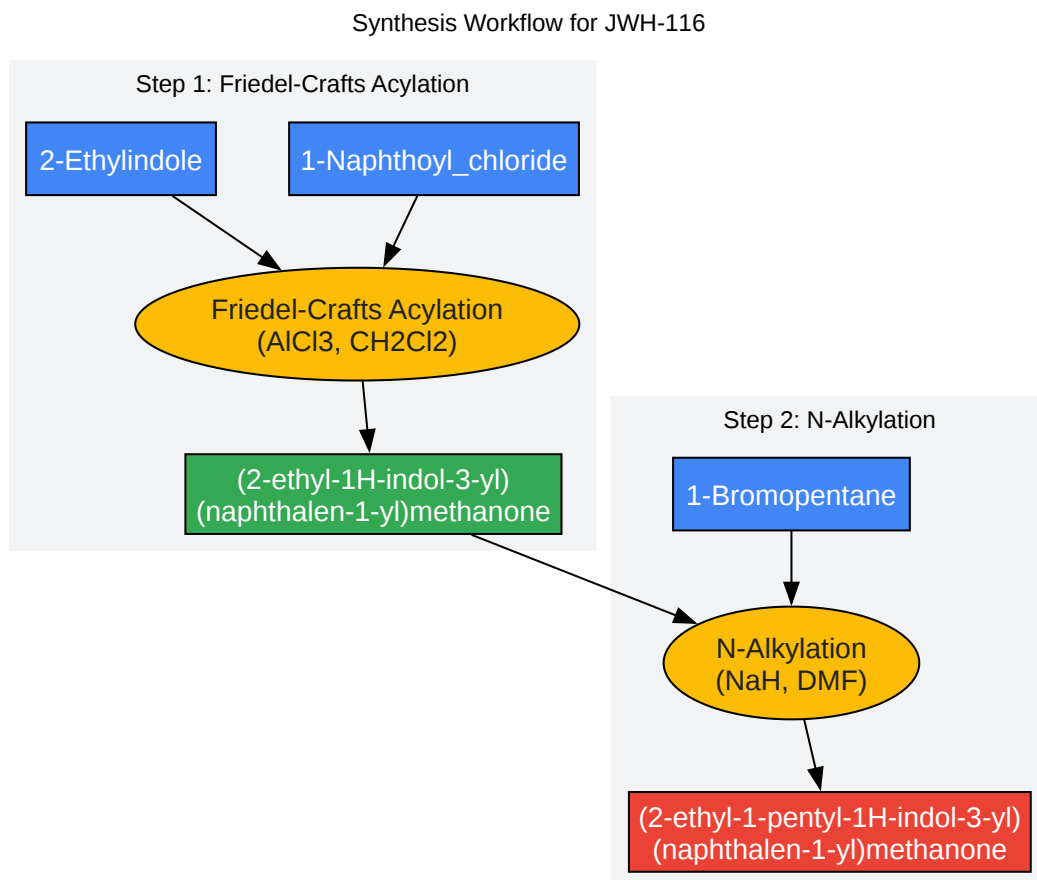 Synthesis Workflow for JWH-116
Step 1: Friedel-Crafts Acylation
2-Ethylindole
1-Naphthoyl_chloride
Friedel-Crafts Acylation
(AlCl3, CH2Cl2)
(2-ethyl-1H-indol-3-yl)
(naphthalen-1-yl)methanone
Step 2: N-Alkylation
1-Bromopentane
N-Alkylation
(NaH, DMF)
(2-ethyl-1-pentyl-1H-indol-3-yl)
(naphthalen-1-yl)methanone